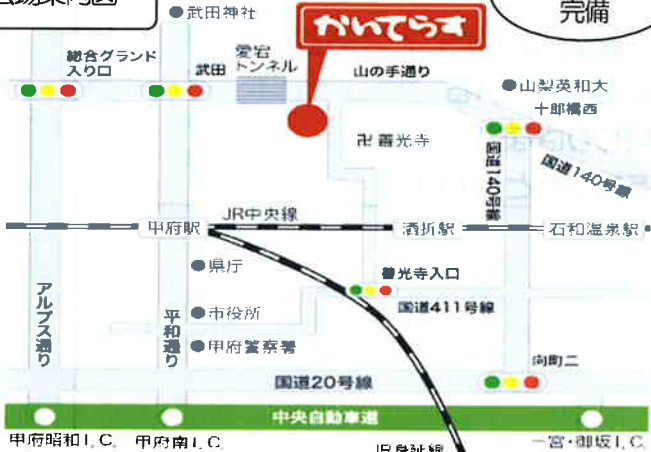 完備
武田神社
かいてらす
総合グランド
入り口
武田
愛宕
トンネル
山の手通り
山梨英和大
十郎橋西
卍 善光寺
国道140号線
国道140号線
JR中央線
甲府駅
酒折駅
石和温泉駅
県庁
善光寺入口
国道411号線
アルプス通り
平和通り
市役所
甲府警察署
向町二
国道20号線
中央自動車道
甲府昭和I,C,
甲府南I,C,
JR身延線
一宮・御坂I,C,